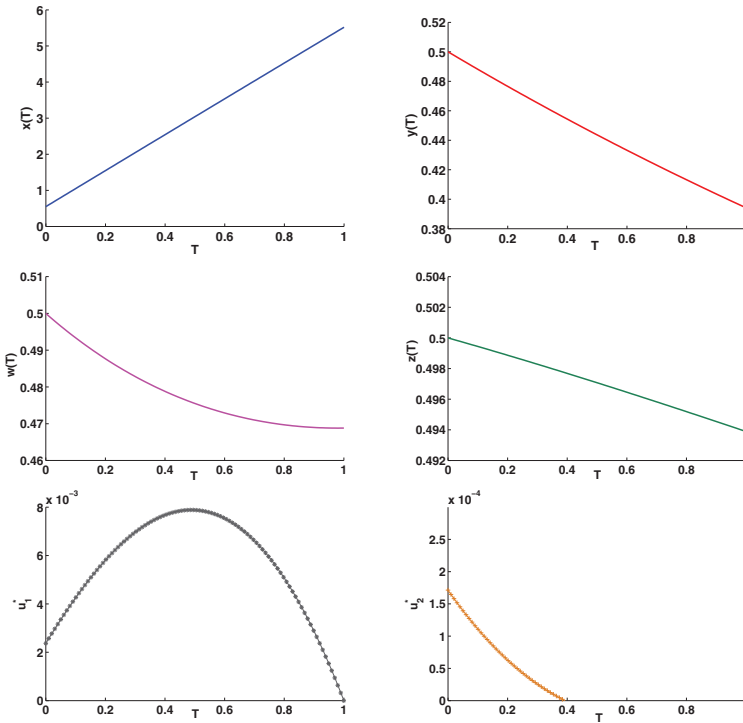 6
5
4
3
2
1
0
x(T)
0 0.2 0.4 0.6 0.8 1
T
0.52
0.5
0.48
0.46
0.44
0.42
0.4
0.38
y(T)
0 0.2 0.4 0.6 0.8
T
0.51
0.5
0.49
0.48
0.47
0.46
w(T)
0 0.2 0.4 0.6 0.8 1
T
0.504
0.502
0.5
0.498
0.496
0.494
0.492
z(T)
0 0.2 0.4 0.6 0.8
T
x 10⁻³
8
6
4
2
0
u₁*
0 0.2 0.4 0.6 0.8 1
T
x 10⁻⁴
2.5
2
1.5
1
0.5
0
u₂*
0 0.2 0.4 0.6 0.8
T